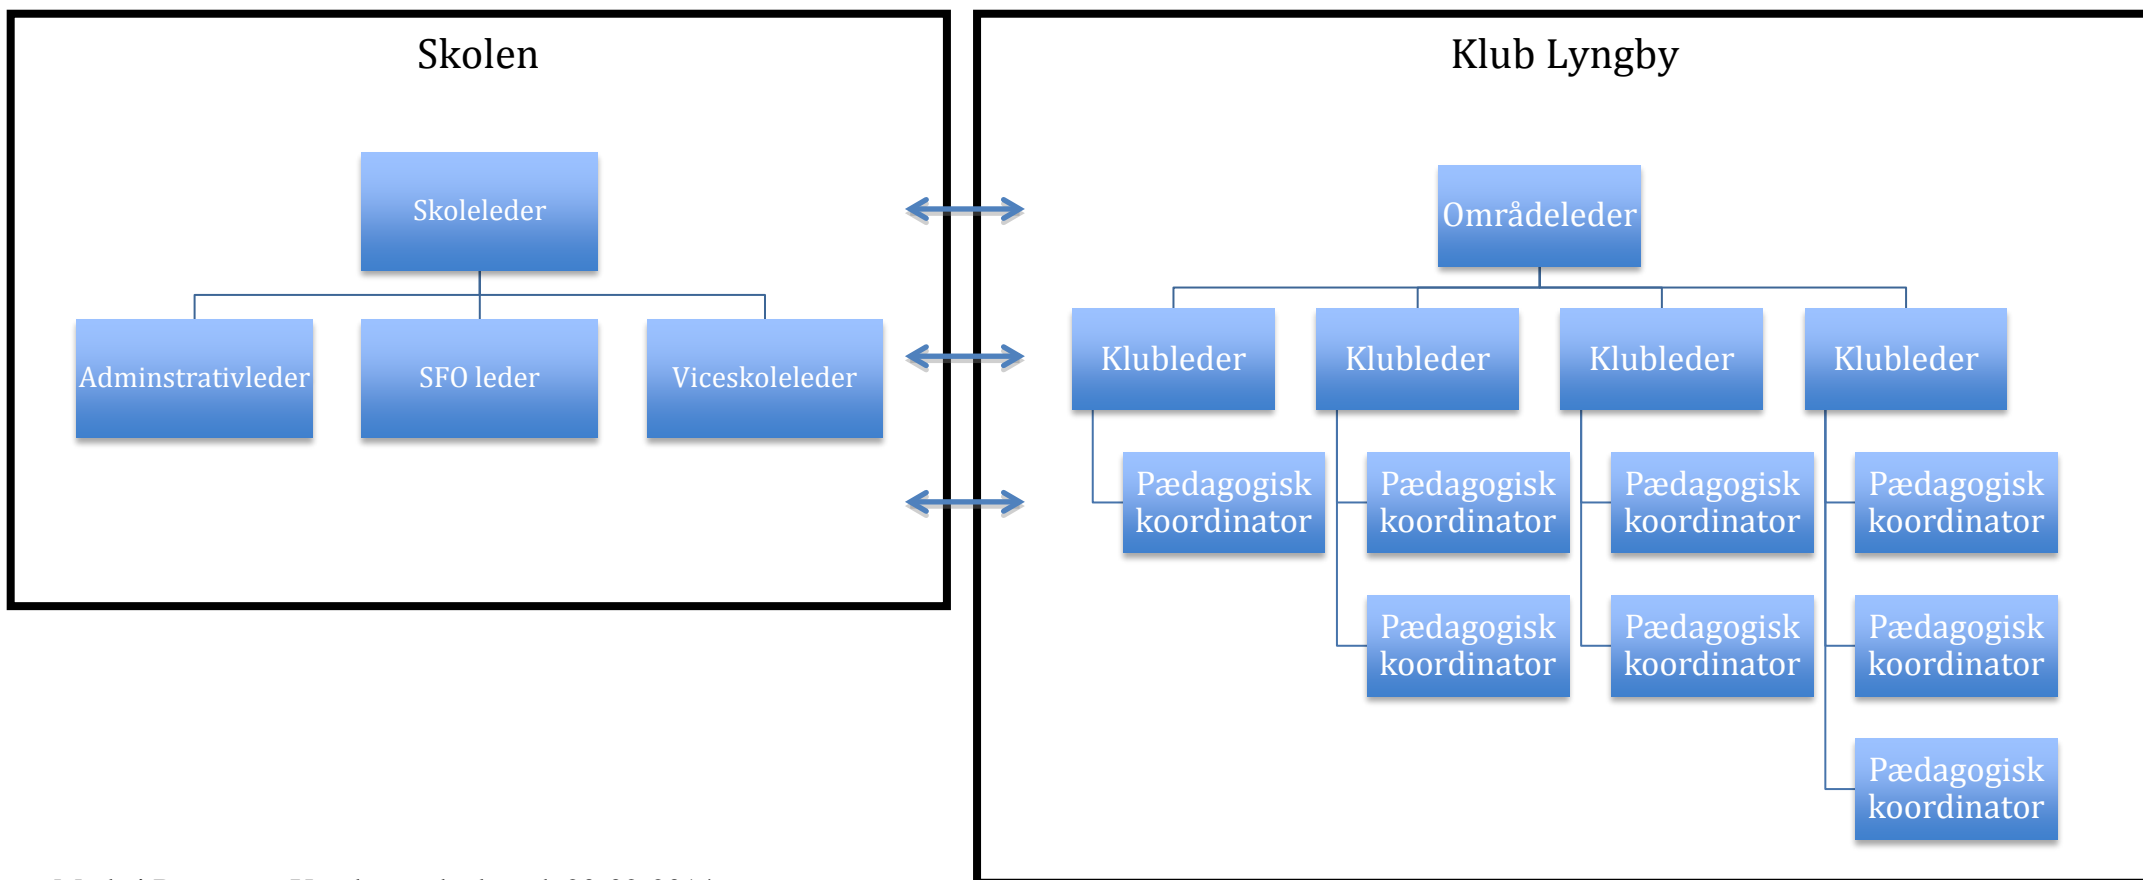 Skolen
Skoleleder
Adminstrativleder
SFO leder
Viceskoleleder
Klub Lyngby
Områdeleder
Klubleder
Klubleder
Klubleder
Klubleder
Pædagogisk
koordinator
Pædagogisk
koordinator
Pædagogisk
koordinator
Pædagogisk
koordinator
Pædagogisk
koordinator
Pædagogisk
koordinator
Pædagogisk
koordinator
Pædagogisk
koordinator